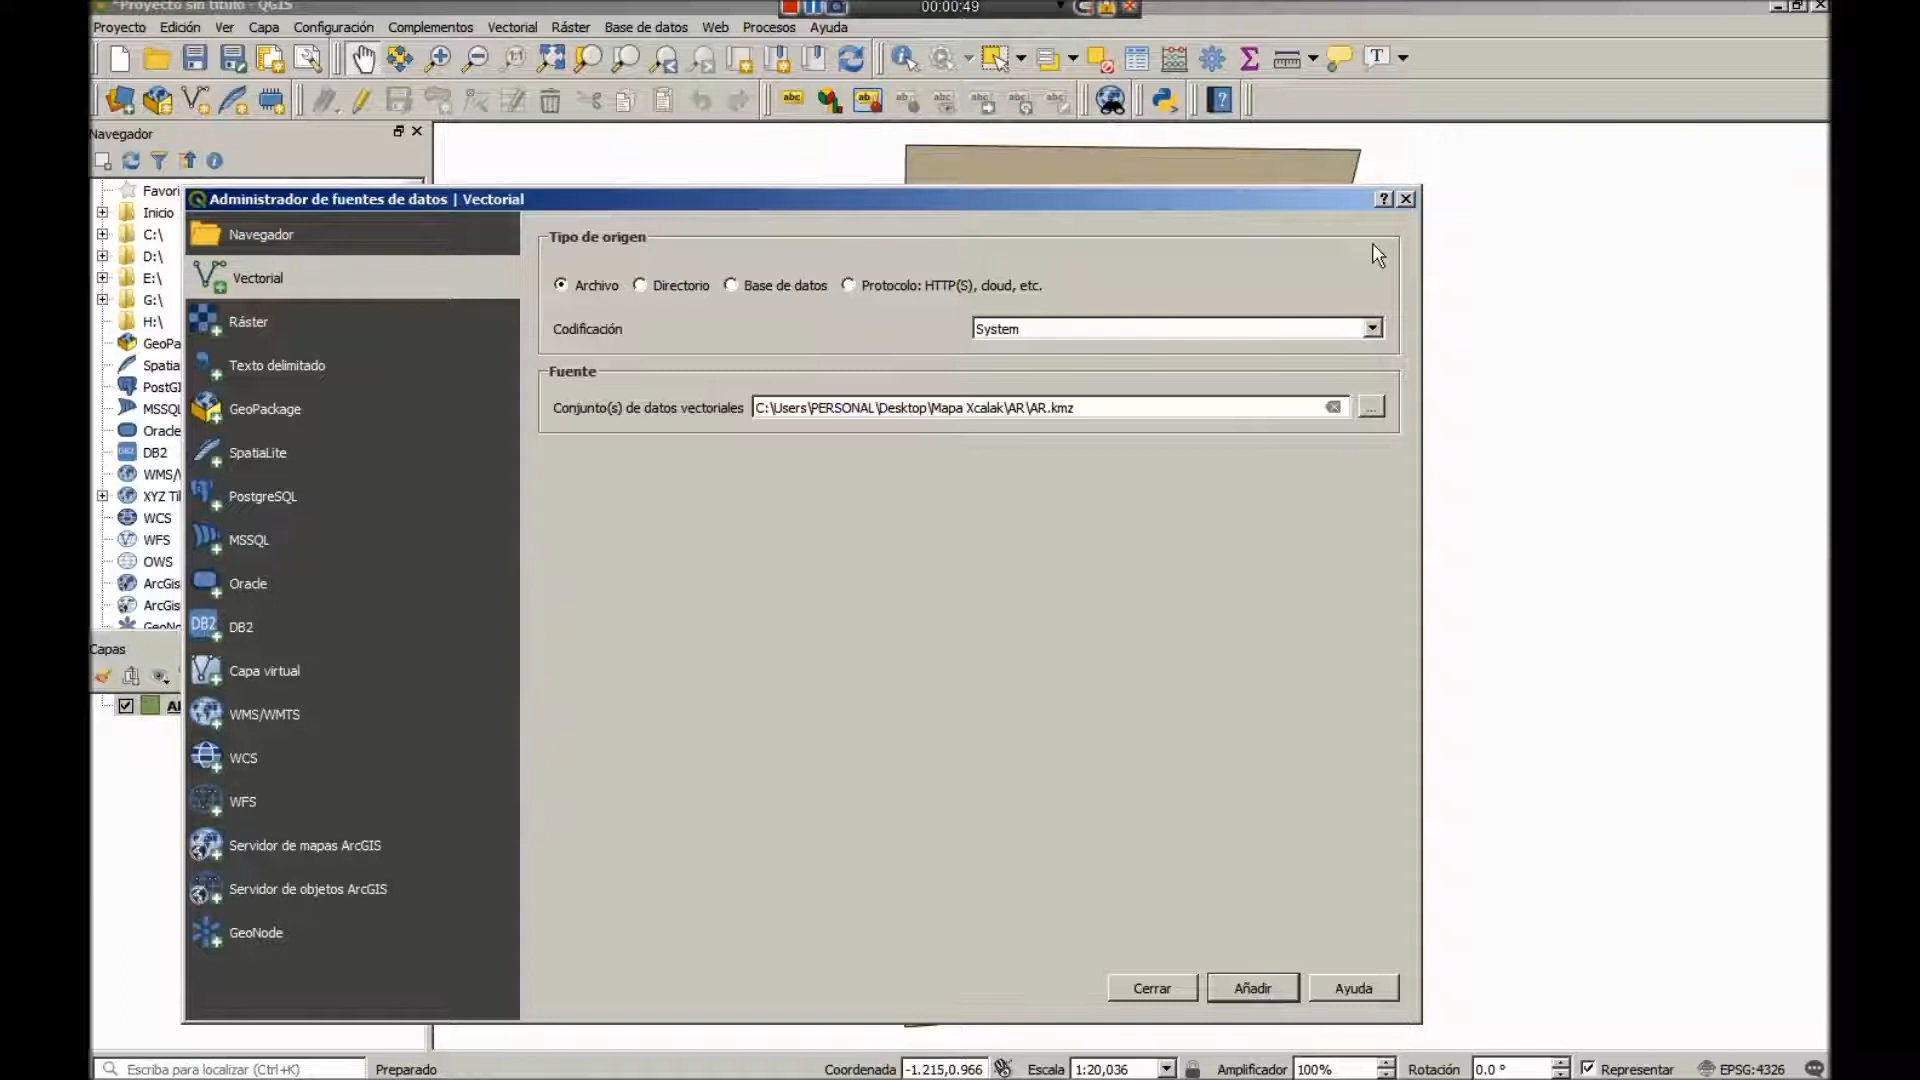 *Proyecto sin título - QGIS
00:00:49
Proyecto Edición Ver Capa Configuración Complementos Vectorial Ráster Base de datos Web Procesos Ayuda
Navegador
Favori
Inicio
C:\
D:\
E:\
G:\
H:\
GeoPa
Spatia
PostGI
MSSQL
Oracle
DB2
WMS/
XYZ Til
WCS
WFS
OWS
ArcGis
ArcGis
GeoNo
Capas
Administrador de fuentes de datos | Vectorial
Navegador
Vectorial
Ráster
Texto delimitado
GeoPackage
SpatiaLite
PostgreSQL
MSSQL
Oracle
DB2
Capa virtual
WMS/WMTS
WCS
WFS
Servidor de mapas ArcGIS
Servidor de objetos ArcGIS
GeoNode
Tipo de origen
Archivo Directorio Base de datos Protocolo: HTTP(S), cloud, etc.
Codificación System
Fuente
Conjunto(s) de datos vectoriales C:\Users\PERSONAL\Desktop\Mapa Xcalak\AR\AR.kmz ...
Cerrar Añadir Ayuda
Escriba para localizar (Ctrl+K) Preparado Coordenada -1.215,0.966 Escala 1:20,036 Amplificador 100% Rotación 0.0 ° Representar EPSG:4326